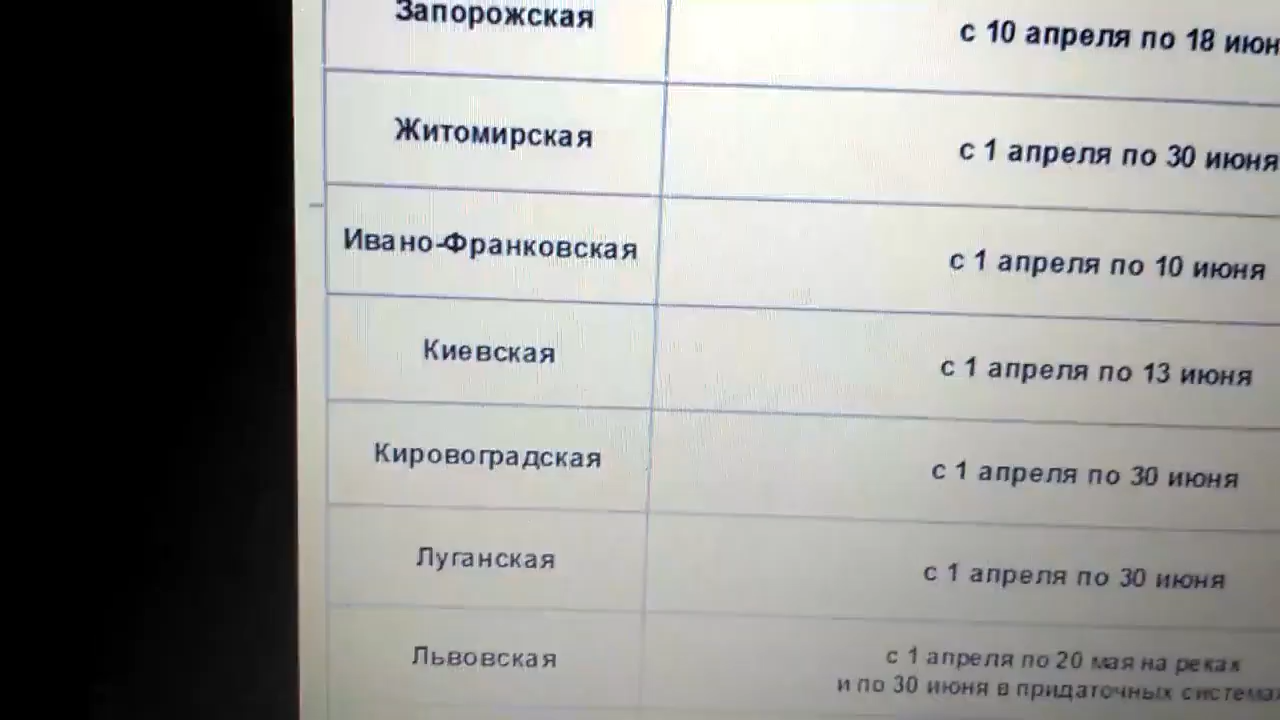 Запорожская
с 10 апреля по 18 июн
Житомирская
с 1 апреля по 30 июня
Ивано-Франковская
с 1 апреля по 10 июня
Киевская
с 1 апреля по 13 июня
Кировоградская
с 1 апреля по 30 июня
Луганская
с 1 апреля по 30 июня
Львовская
с 1 апреля по 20 мая на реках
и по 30 июня в придаточных система